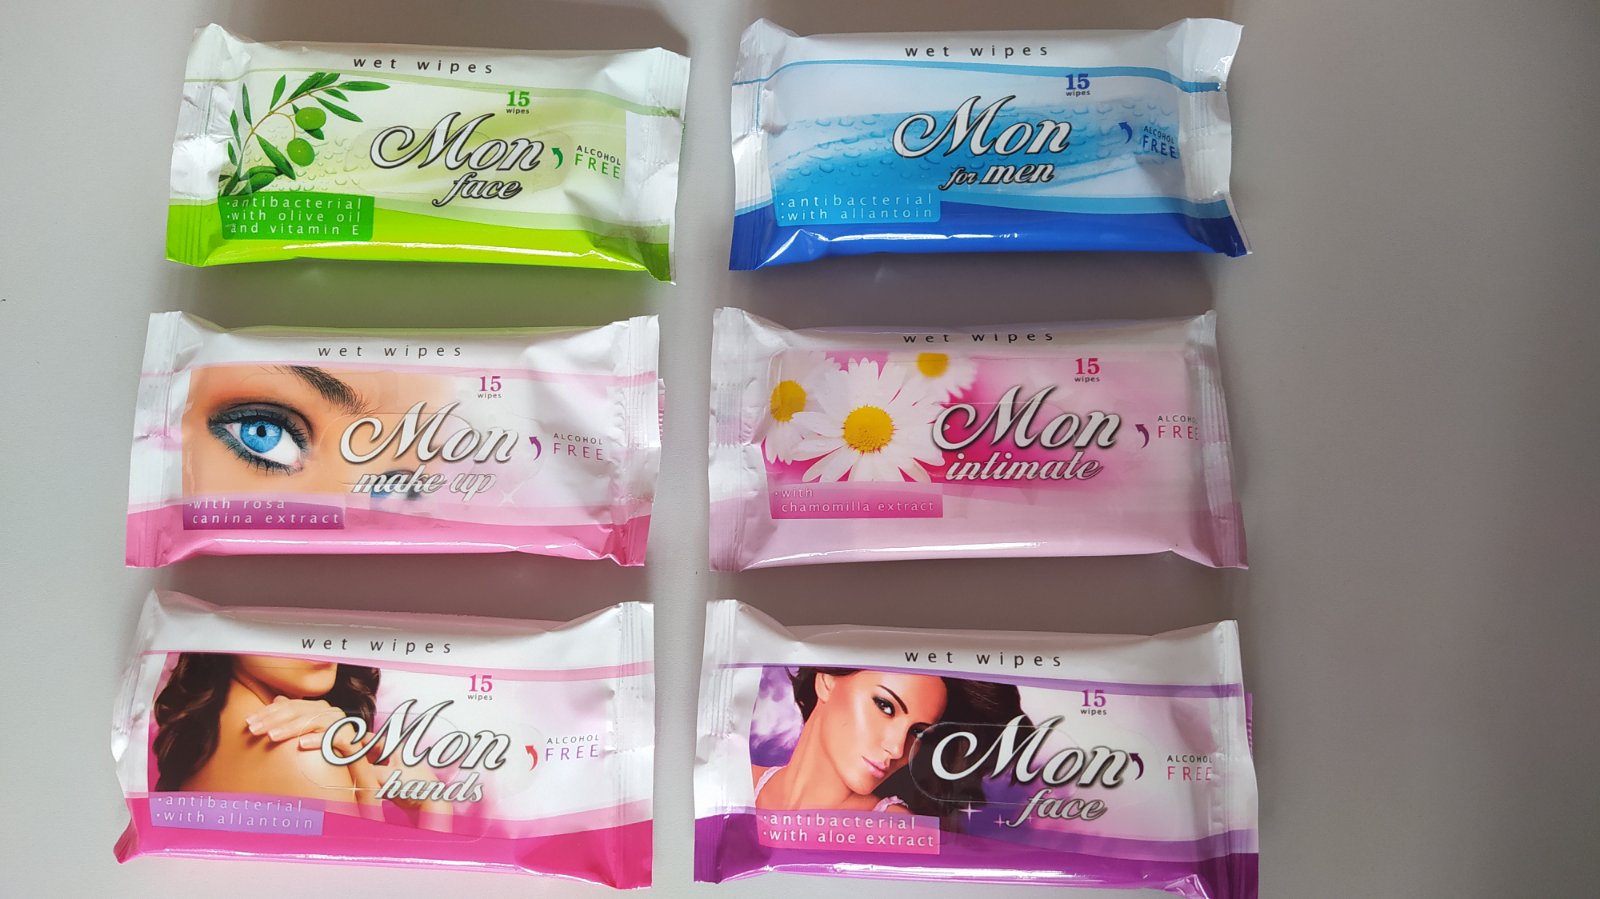 wet wipes
15
wipes
Mon
face
ALCOHOL
FREE
·antibacterial
·with olive oil
and vitamin E
wet wipes
15
wipes
Mon
for men
ALCOHOL
FREE
·antibacterial
·with allantoin
wet wipes
15
wipes
Mon
make up
ALCOHOL
FREE
·with rosa
canina extract
wet wipes
15
wipes
Mon
intimate
ALCOHOL
FREE
·with
chamomilla extract
wet wipes
15
wipes
Mon
hands
ALCOHOL
FREE
·antibacterial
·with allantoin
wet wipes
15
wipes
Mon
face
ALCOHOL
FREE
·antibacterial
·with aloe extract